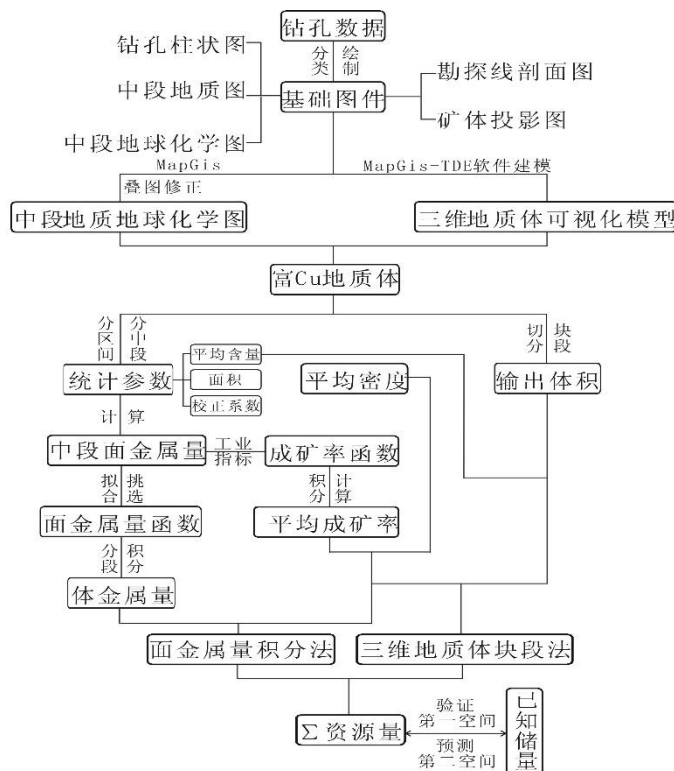 钻孔数据
分类
绘制
钻孔柱状图
中段地质图
中段地球化学图
基础图件
勘探线剖面图
矿体投影图
MapGis
MapGis-TDE软件建模
叠图修正
中段地质地球化学图
三维地质体可视化模型
富Cu地质体
分区间
分中段
切分
块段
统计参数
平均含量
面积
校正系数
平均密度
输出体积
计算
中段面金属量
工业
指标
成矿率函数
拟合
挑选
积分
计算
面金属量函数
平均成矿率
分段
积分
体金属量
面金属量积分法
三维地质体块段法
Σ资源量
验证
第一空间
预测
第二空间
已知储量